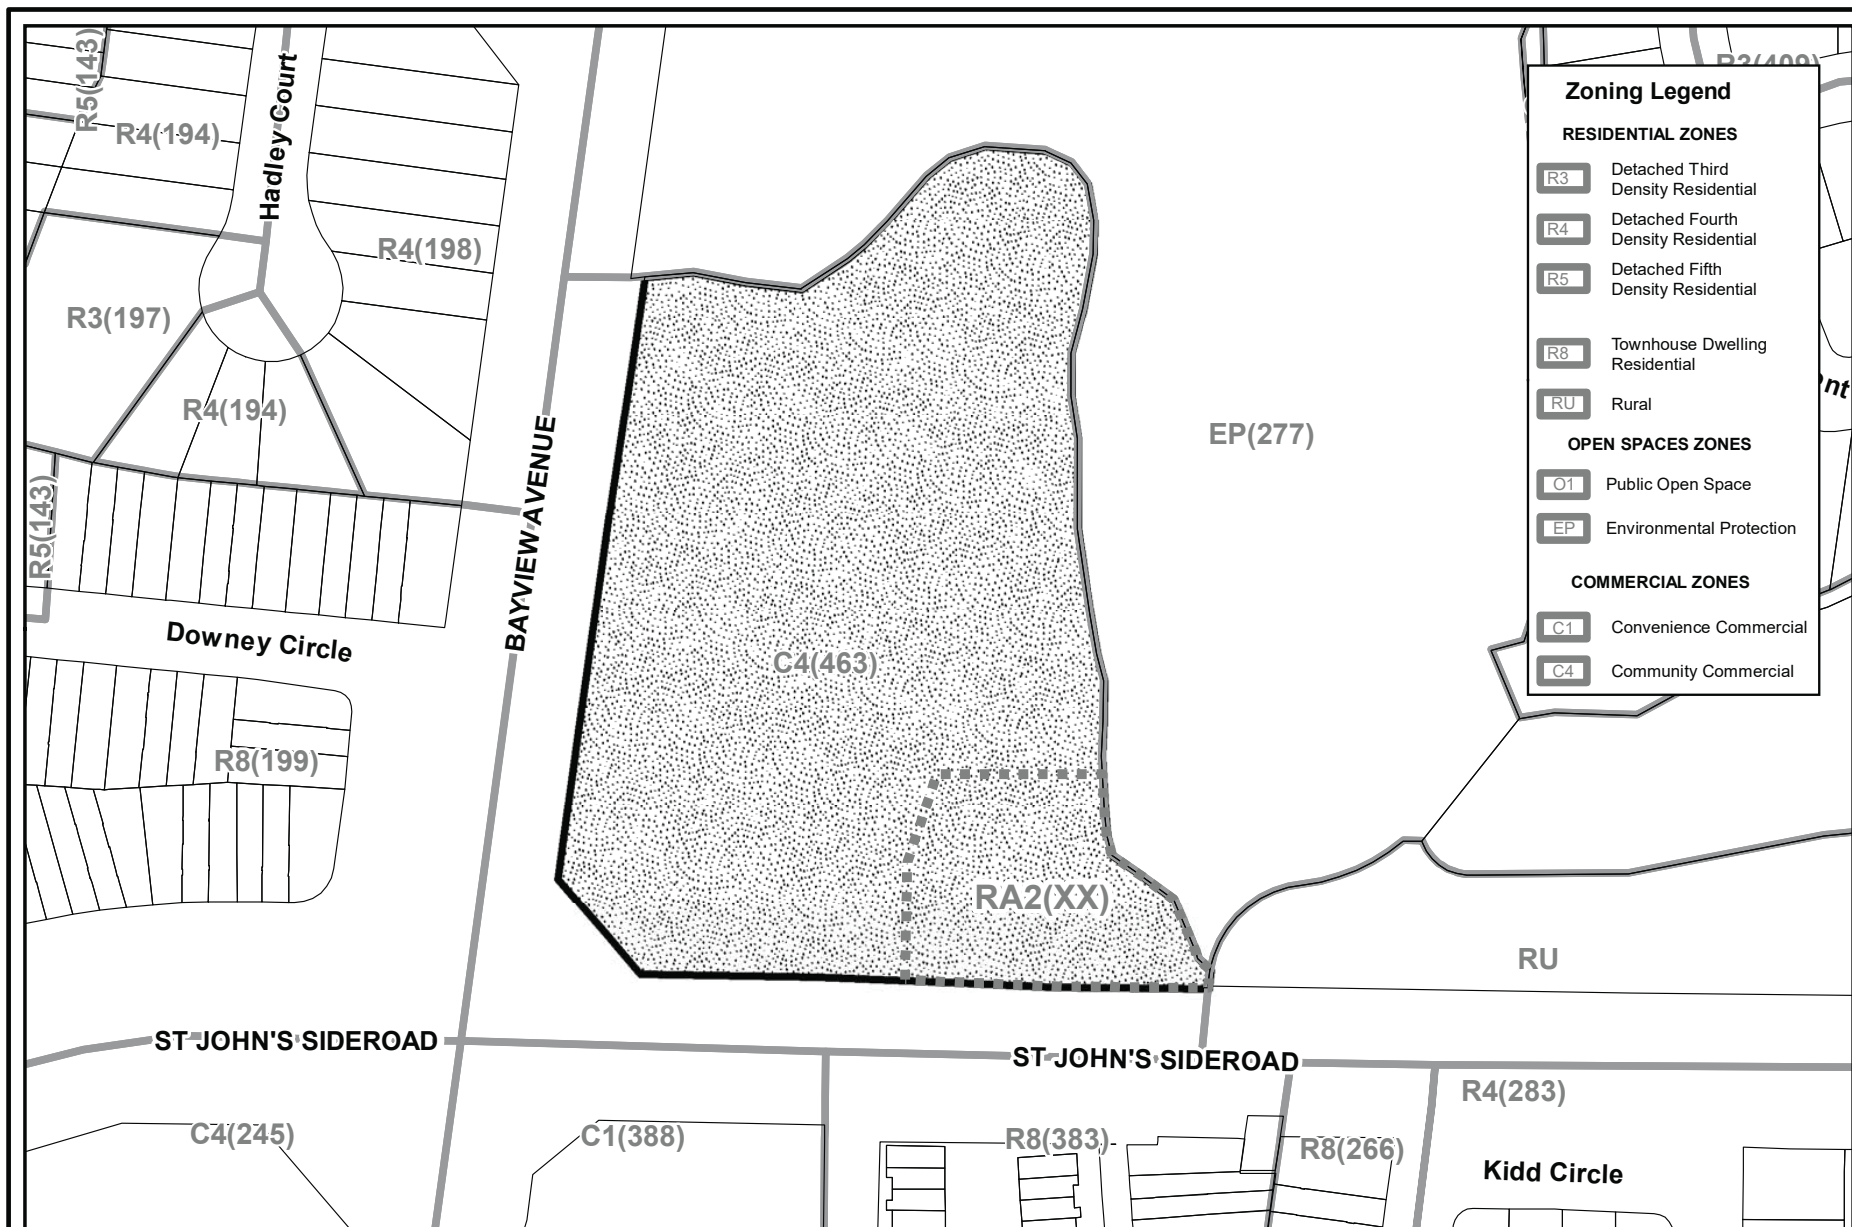 R5(143)
R4(194)
Hadley Court
R4(198)
R3(197)
R4(194)
R5(143)
BAYVIEW AVENUE
Downey Circle
R8(199)
C4(463)
EP(277)
RA2(XX)
RU
ST JOHN'S SIDEROAD
ST JOHN'S SIDEROAD
C4(245)
C1(388)
R8(383)
R8(266)
R4(283)
Kidd Circle
R3(409)
Zoning Legend
RESIDENTIAL ZONES
R3 Detached Third
Density Residential
R4 Detached Fourth
Density Residential
R5 Detached Fifth
Density Residential
R8 Townhouse Dwelling
Residential
RU Rural
OPEN SPACES ZONES
O1 Public Open Space
EP Environmental Protection
COMMERCIAL ZONES
C1 Convenience Commercial
C4 Community Commercial